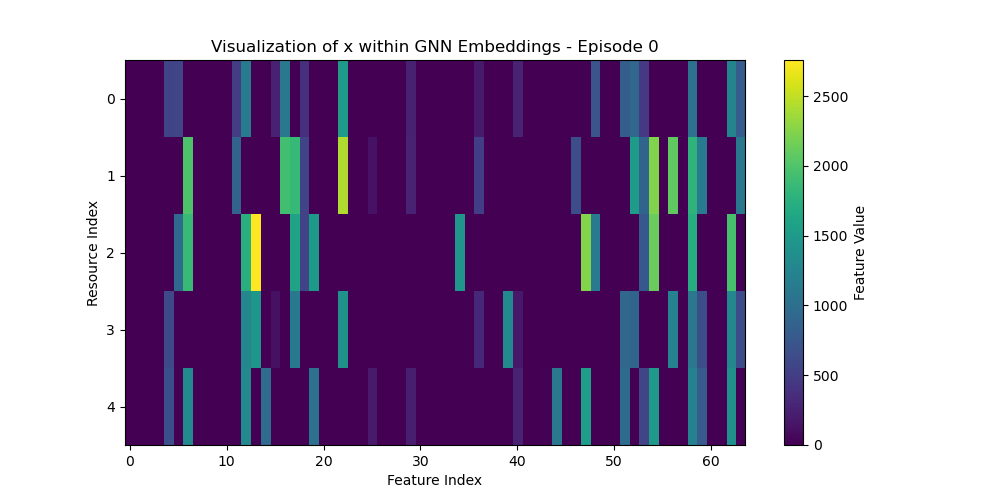 Visualization of x within GNN Embeddings - Episode 0
Resource Index
0
1
2
3
4
0 10 20 30 40 50 60
Feature Index
2500
2000
1500
1000
500
0
Feature Value